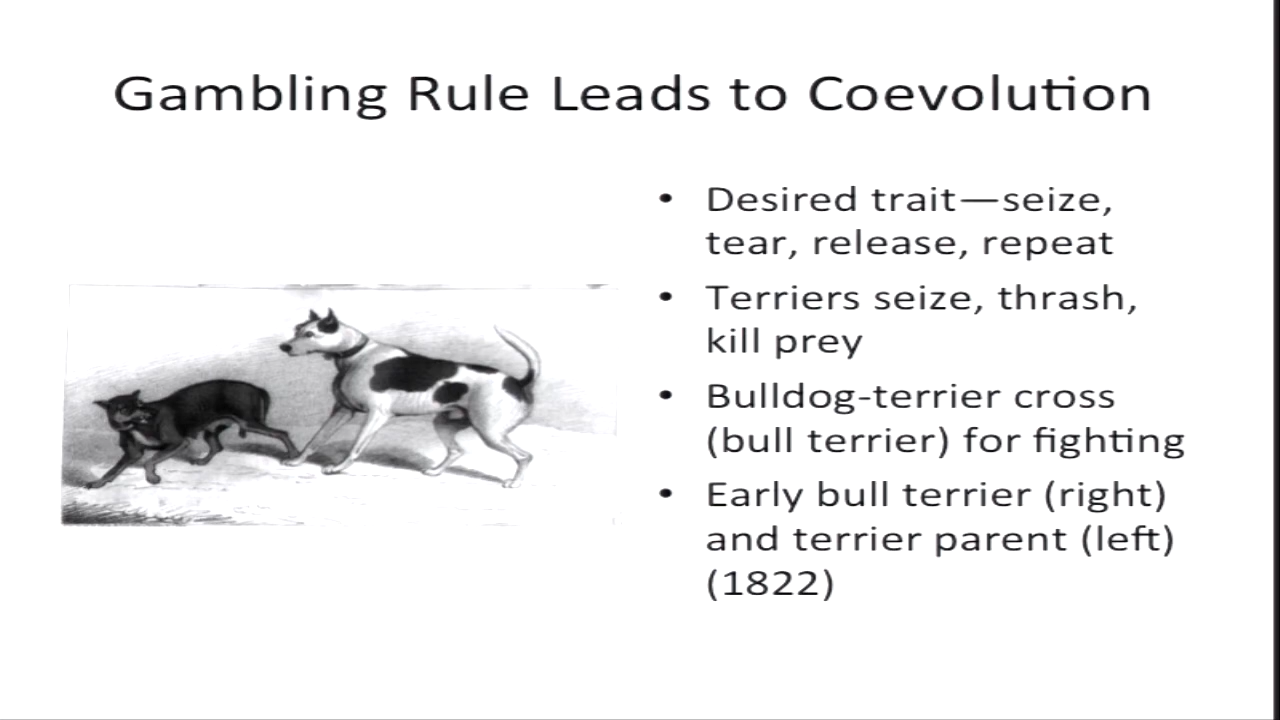 Gambling Rule Leads to Coevolution
• Desired trait—seize,
tear, release, repeat
• Terriers seize, thrash,
kill prey
• Bulldog-terrier cross
(bull terrier) for fighting
• Early bull terrier (right)
and terrier parent (left)
(1822)